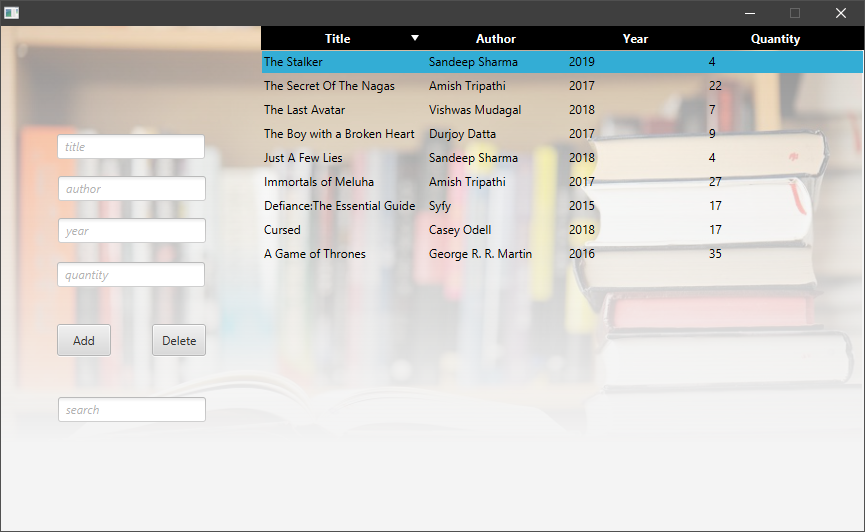 Title Author Year Quantity
The Stalker Sandeep Sharma 2019 4
The Secret Of The Nagas Amish Tripathi 2017 22
The Last Avatar Vishwas Mudagal 2018 7
The Boy with a Broken Heart Durjoy Datta 2017 9
Just A Few Lies Sandeep Sharma 2018 4
Immortals of Meluha Amish Tripathi 2017 27
Defiance:The Essential Guide Syfy 2015 17
Cursed Casey Odell 2018 17
A Game of Thrones George R. R. Martin 2016 35
title
author
year
quantity
Add Delete
search